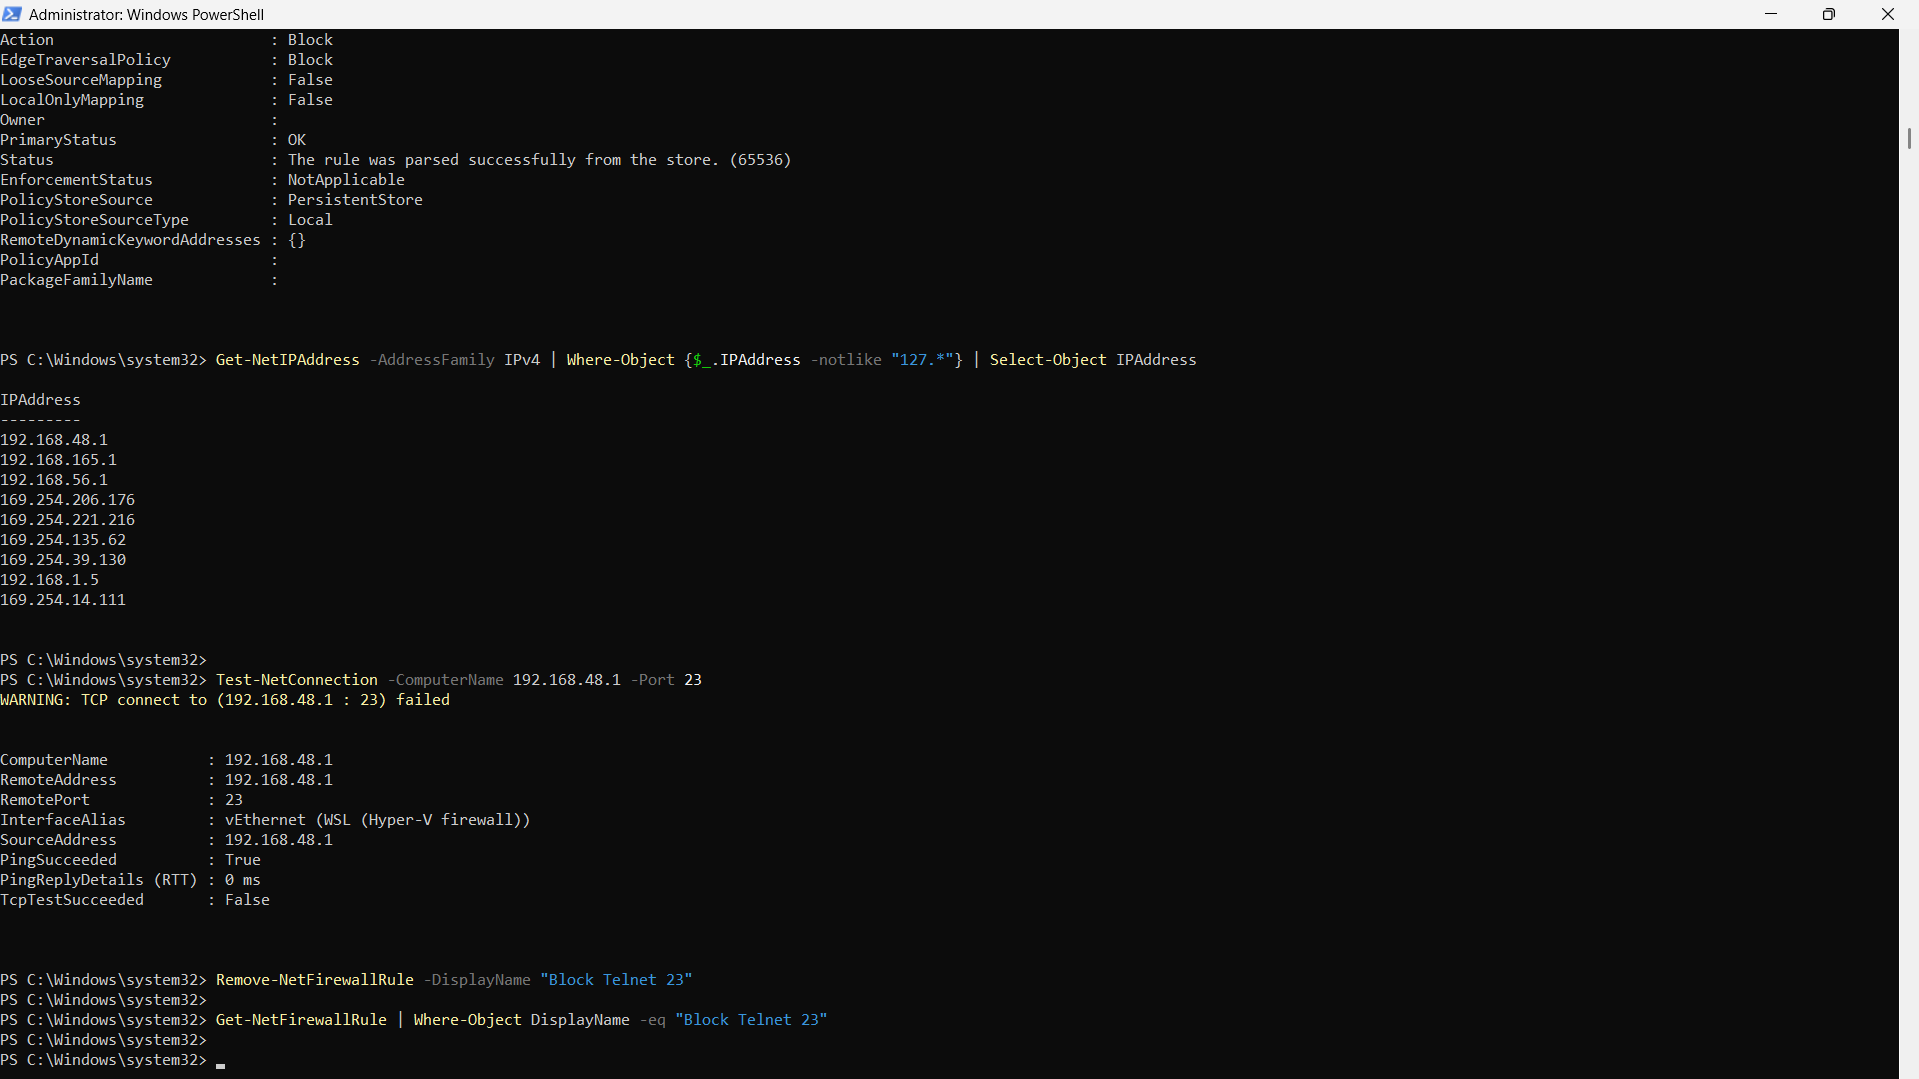 Administrator: Windows PowerShell
Action                        : Block
EdgeTraversalPolicy           : Block
LooseSourceMapping            : False
LocalOnlyMapping              : False
Owner                         :
PrimaryStatus                 : OK
Status                        : The rule was parsed successfully from the store. (65536)
EnforcementStatus             : NotApplicable
PolicyStoreSource             : PersistentStore
PolicyStoreSourceType         : Local
RemoteDynamicKeywordAddresses : {}
PolicyAppId                   :
PackageFamilyName             :
PS C:\Windows\system32> Get-NetIPAddress -AddressFamily IPv4 | Where-Object {$_.IPAddress -notlike "127.*"} | Select-Object IPAddress
IPAddress
---------
192.168.48.1
192.168.165.1
192.168.56.1
169.254.206.176
169.254.221.216
169.254.135.62
169.254.39.130
192.168.1.5
169.254.14.111
PS C:\Windows\system32>
PS C:\Windows\system32> Test-NetConnection -ComputerName 192.168.48.1 -Port 23
WARNING: TCP connect to (192.168.48.1 : 23) failed
ComputerName           : 192.168.48.1
RemoteAddress          : 192.168.48.1
RemotePort             : 23
InterfaceAlias         : vEthernet (WSL (Hyper-V firewall))
SourceAddress          : 192.168.48.1
PingSucceeded          : True
PingReplyDetails (RTT) : 0 ms
TcpTestSucceeded       : False
PS C:\Windows\system32> Remove-NetFirewallRule -DisplayName "Block Telnet 23"
PS C:\Windows\system32>
PS C:\Windows\system32> Get-NetFirewallRule | Where-Object DisplayName -eq "Block Telnet 23"
PS C:\Windows\system32>
PS C:\Windows\system32>